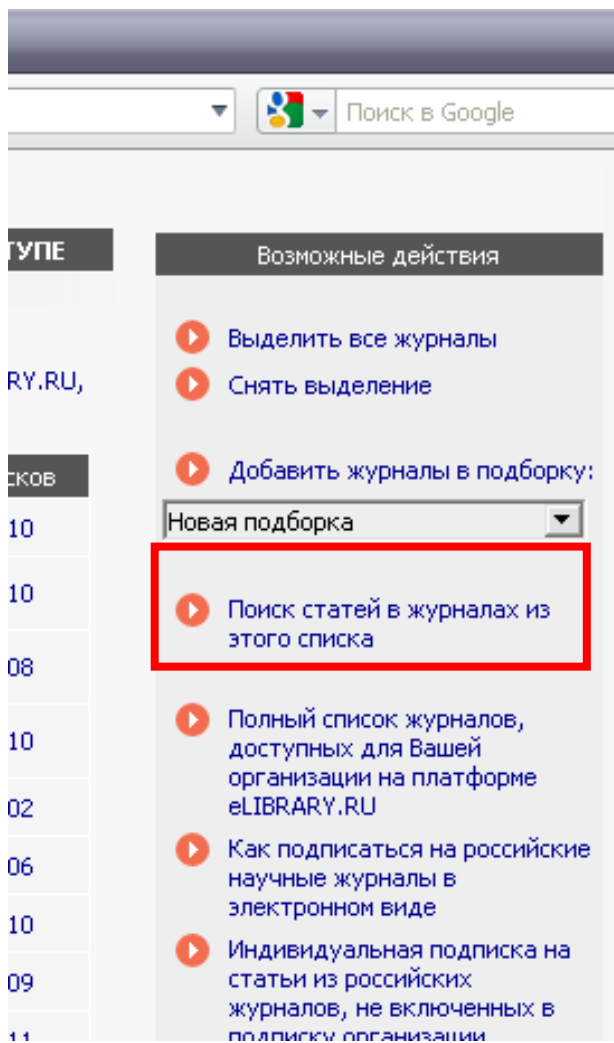 Поиск в Google
ТУПЕ
Возможные действия
Выделить все журналы
RY.RU,
Снять выделение
сков
Добавить журналы в подборку:
10
Новая подборка
10
Поиск статей в журналах из
этого списка
08
10
Полный список журналов,
доступных для Вашей
организации на платформе
eLIBRARY.RU
02
06
Как подписаться на российские
научные журналы в
электронном виде
10
09
Индивидуальная подписка на
статьи из российских
журналов, не включенных в
подписку организации
11